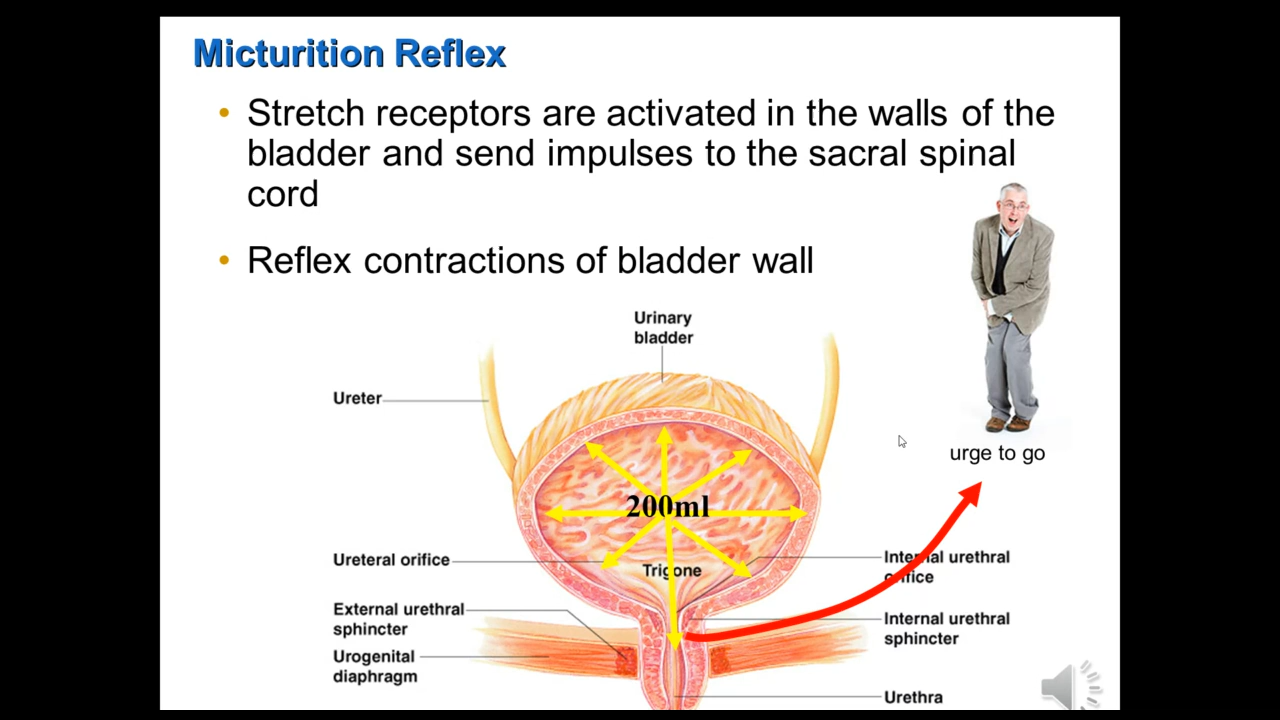 Micturition Reflex
• Stretch receptors are activated in the walls of the
bladder and send impulses to the sacral spinal
cord
• Reflex contractions of bladder wall
Urinary
bladder
Ureter
urge to go
200ml
Ureteral orifice
Trigone
Internal urethral
orifice
External urethral
sphincter
Internal urethral
sphincter
Urogenital
diaphragm
Urethra